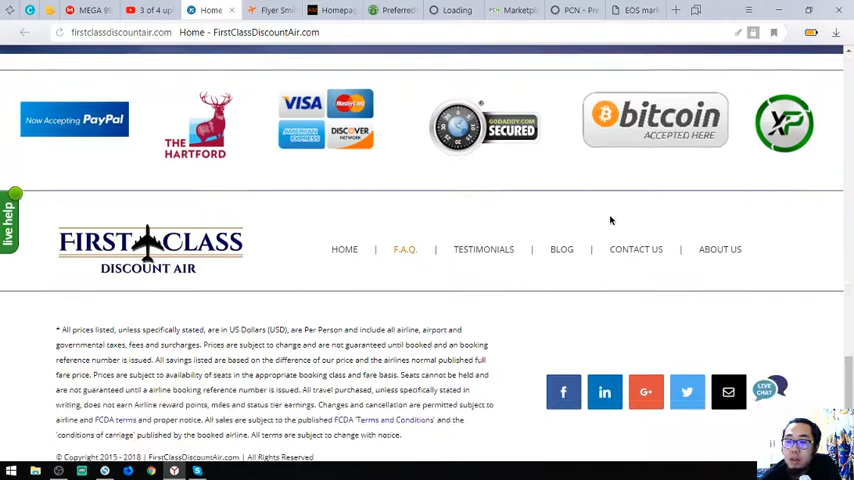 MEGA 95
3 of 4 upl
Home
Flyer Smil
Homepag
Preferred
Loading
Marketpl
PCN - Pre
EOS mark
firstclassdiscountair.com Home - FirstClassDiscountAir.com
Now Accepting PayPal
THE
HARTFORD
VISA
MasterCard
AMERICAN
EXPRESS
DISCOVER
NETWORK
GODADDY.COM
SECURED
bitcoin
ACCEPTED HERE
XP
live help
FIRST CLASS
DISCOUNT AIR
HOME | F.A.Q. | TESTIMONIALS | BLOG | CONTACT US | ABOUT US
* All prices listed, unless specifically stated, are in US Dollars (USD), are Per Person and include all airline, airport and
governmental taxes, fees and surcharges. Prices are subject to change and are not guaranteed until booked and an booking
reference number is issued. All savings listed are based on the difference of our price and the airlines normal published full
fare price. Prices are subject to availability of seats in the appropriate booking class and fare basis. Seats cannot be held and
are not guaranteed until a airline booking reference number is issued. All travel purchased, unless specifically stated in
writing, does not earn Airline reward points, miles and status tier earnings. Changes and cancellation are permitted subject to
airline and FCDA terms and proper notice. All sales are subject to the published FCDA 'Terms and Conditions' and the
'conditions of carriage' published by the booked airline. All terms are subject to change with notice.
© Copyright 2015 - 2018 | FirstClassDiscountAir.com | All Rights Reserved
LIVE
CHAT